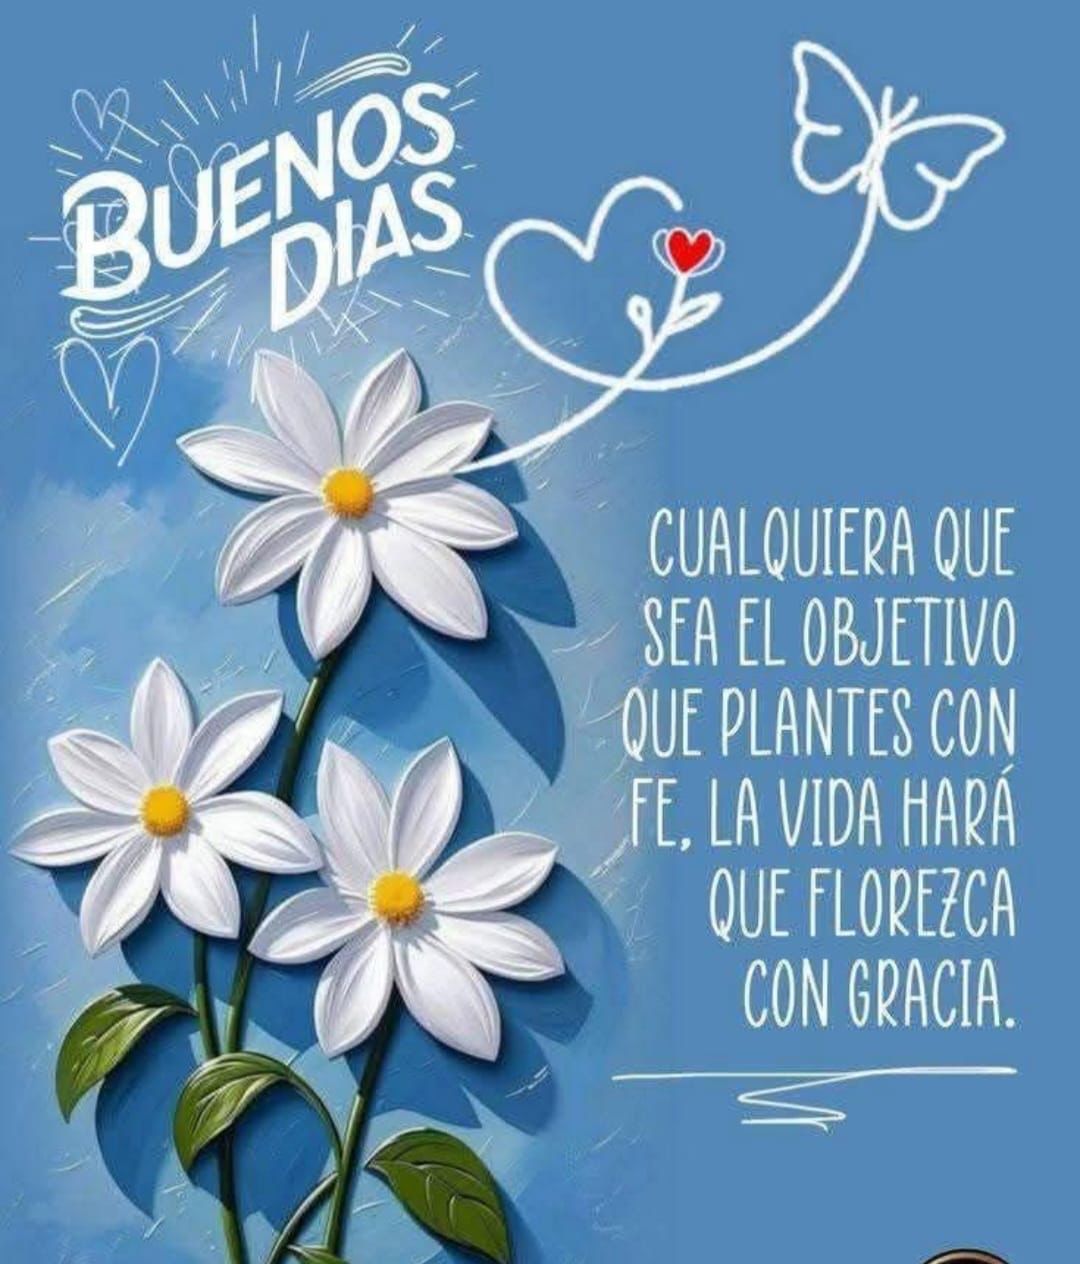 BUENOS
DIAS
CUALQUIERA QUE
SEA EL OBJETIVO
QUE PLANTES CON
FE, LA VIDA HARÁ
QUE FLOREZCA
CON GRACIA.